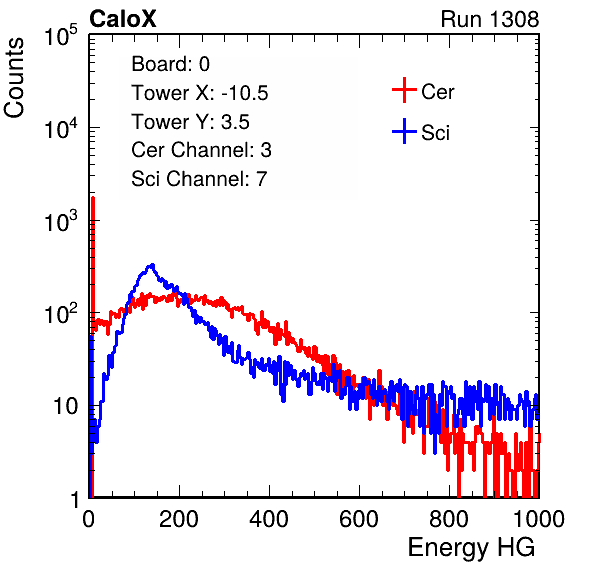 CaloX Run 1308
Counts
10^5
10^4
10^3
10^2
10
1
Board: 0
Tower X: -10.5
Tower Y: 3.5
Cer Channel: 3
Sci Channel: 7
Cer
Sci
0 200 400 600 800 1000
Energy HG